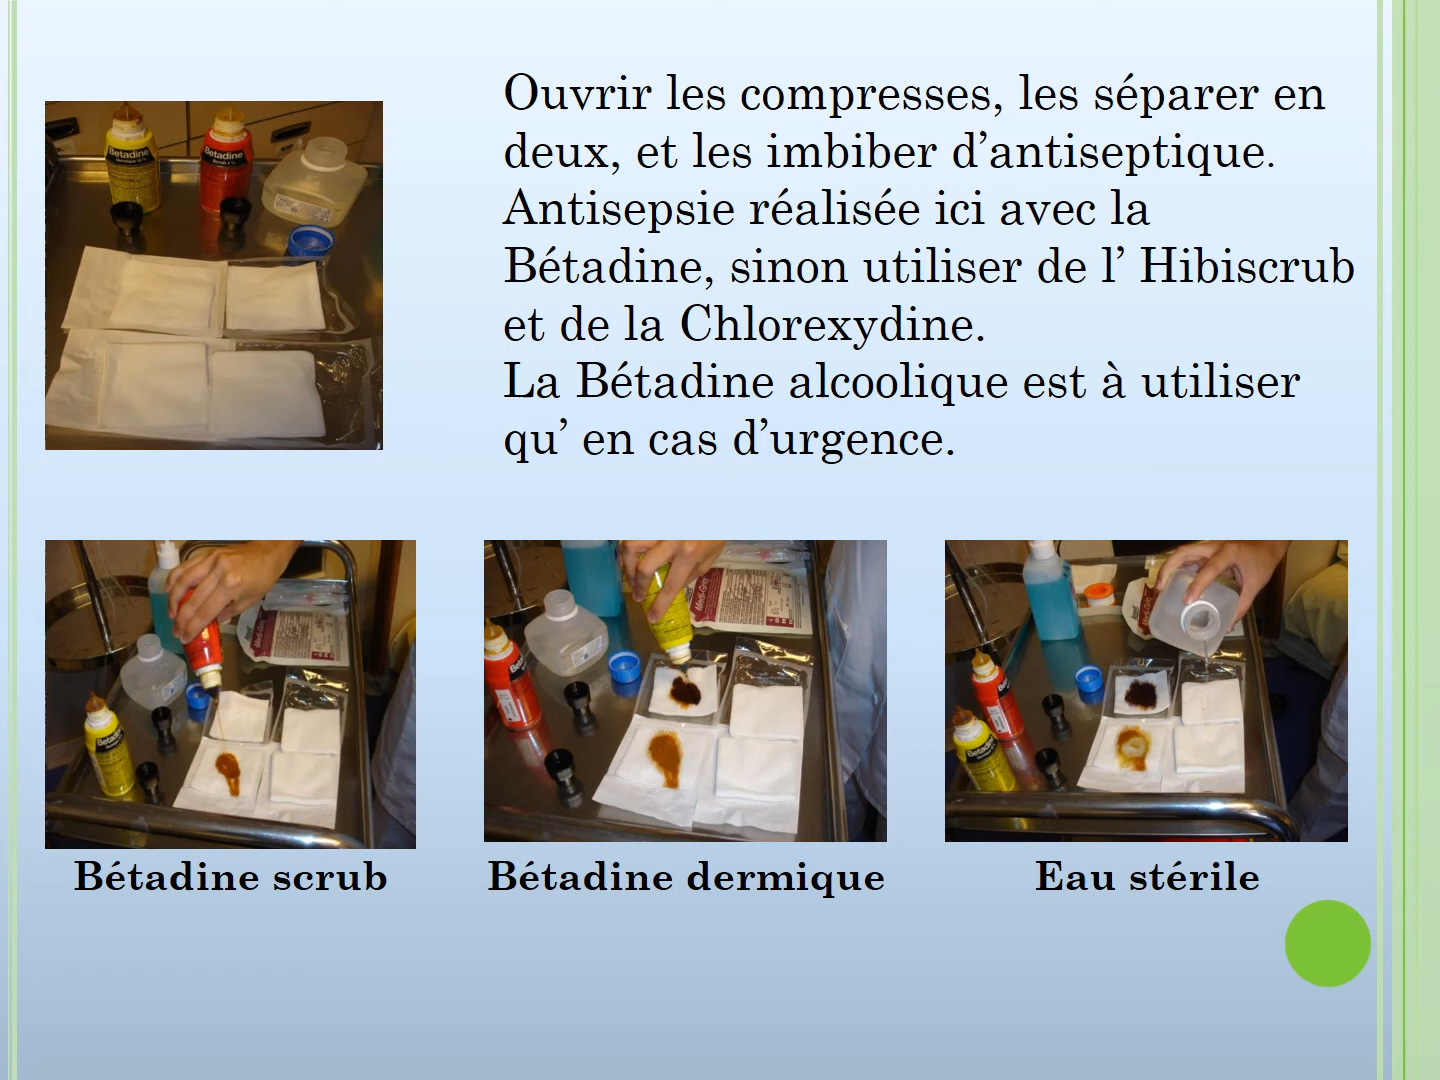 Ouvrir les compresses, les séparer en
deux, et les imbiber d’antiseptique.
Antisepsie réalisée ici avec la
Bétadine, sinon utiliser de l’ Hibiscrub
et de la Chlorexydine.
La Bétadine alcoolique est à utiliser
qu’ en cas d’urgence.
Betadine
Betadine
Bétadine scrub
Bétadine dermique
Eau stérile